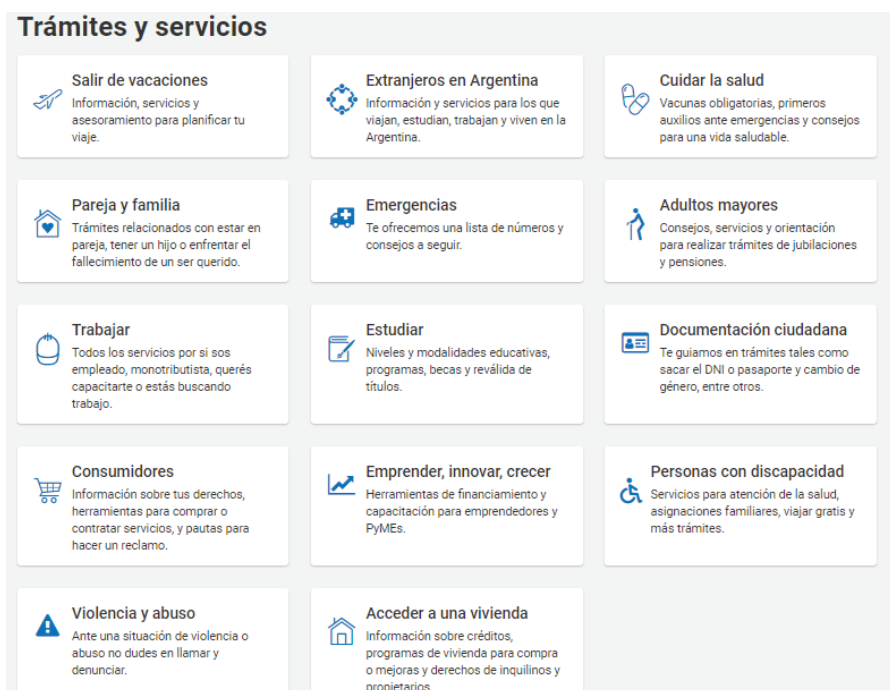 Trámites y servicios
Salir de vacaciones
Información, servicios y
asesoramiento para planificar tu
viaje.
Extranjeros en Argentina
Información y servicios para los que
viajan, estudian, trabajan y viven en la
Argentina.
Cuidar la salud
Vacunas obligatorias, primeros
auxilios ante emergencias y consejos
para una vida saludable.
Pareja y familia
Trámites relacionados con estar en
pareja, tener un hijo o enfrentar el
fallecimiento de un ser querido.
Emergencias
Te ofrecemos una lista de números y
consejos a seguir.
Adultos mayores
Consejos, servicios y orientación
para realizar trámites de jubilaciones
y pensiones.
Trabajar
Todos los servicios por si sos
empleado, monotributista, querés
capacitarte o estás buscando
trabajo.
Estudiar
Niveles y modalidades educativas,
programas, becas y reválida de
títulos.
Documentación ciudadana
Te guiamos en trámites tales como
sacar el DNI o pasaporte y cambio de
género, entre otros.
Consumidores
Información sobre tus derechos,
herramientas para comprar o
contratar servicios, y pautas para
hacer un reclamo.
Emprender, innovar, crecer
Herramientas de financiamiento y
capacitación para emprendedores y
PyMEs.
Personas con discapacidad
Servicios para atención de la salud,
asignaciones familiares, viajar gratis y
más trámites.
Violencia y abuso
Ante una situación de violencia o
abuso no dudes en llamar y
denunciar.
Acceder a una vivienda
Información sobre créditos,
programas de vivienda para compra
o mejoras y derechos de inquilinos y
propietarios.